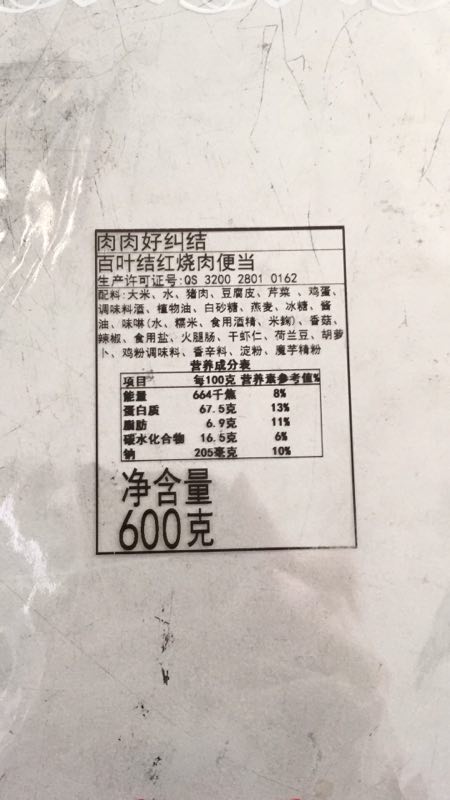 肉肉好纠结
百叶结红烧肉便当
生产许可证号:QS 3200 2801 0162
配料:大米、水、猪肉、豆腐皮、芹菜、鸡蛋、
调味料酒、植物油、白砂糖、燕麦、冰糖、酱
油、味啉(水、糯米、食用酒精、米麹)、香菇、
辣椒、食用盐、火腿肠、干虾仁、荷兰豆、胡萝
卜、鸡粉调味料、香辛料、淀粉、魔芋精粉
营养成分表
项目 每100克 营养素参考值%
能量 664千焦 8%
蛋白质 67.5克 13%
脂肪 6.9克 11%
碳水化合物 16.5克 6%
钠 205毫克 10%
净含量
600克